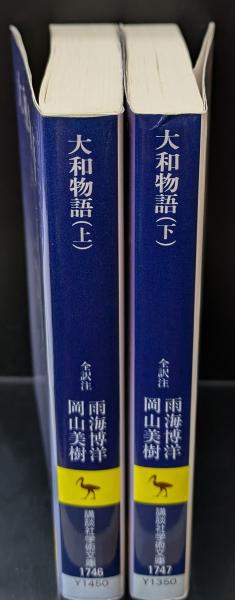 大和物語(上)
全訳注
雨海博洋
岡山美樹
講談社学術文庫
1746
¥1450
大和物語(下)
全訳注
雨海博洋
岡山美樹
講談社学術文庫
1747
¥1350